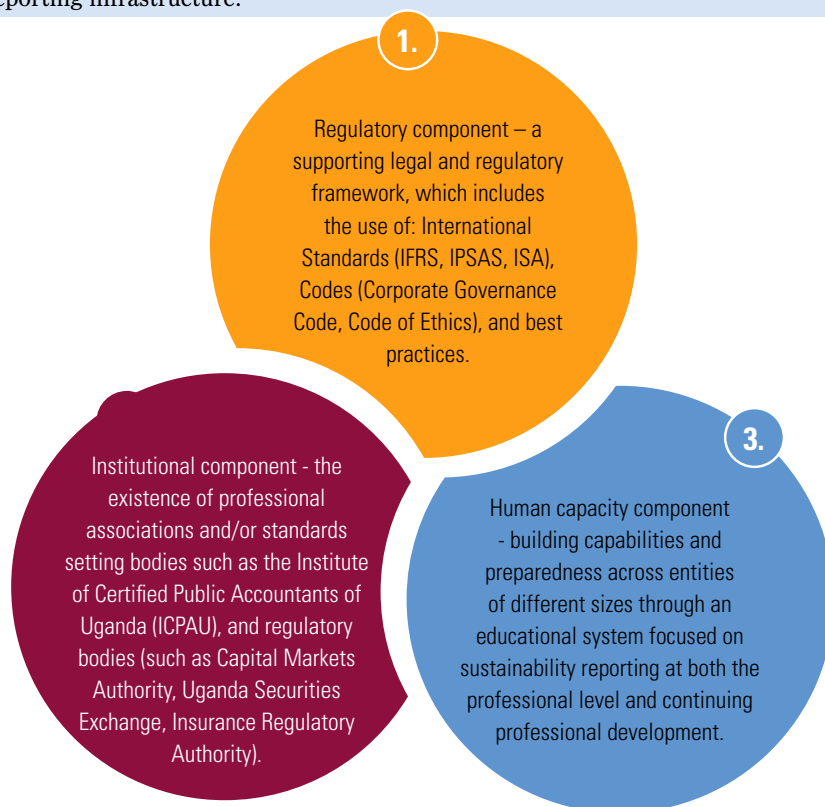 eporting infrastructure.
1.
Regulatory component – a
supporting legal and regulatory
framework, which includes
the use of: International
Standards (IFRS, IPSAS, ISA),
Codes (Corporate Governance
Code, Code of Ethics), and best
practices.
Institutional component - the
existence of professional
associations and/or standards
setting bodies such as the Institute
of Certified Public Accountants of
Uganda (ICPAU), and regulatory
bodies (such as Capital Markets
Authority, Uganda Securities
Exchange, Insurance Regulatory
Authority).
3.
Human capacity component
- building capabilities and
preparedness across entities
of different sizes through an
educational system focused on
sustainability reporting at both the
professional level and continuing
professional development.